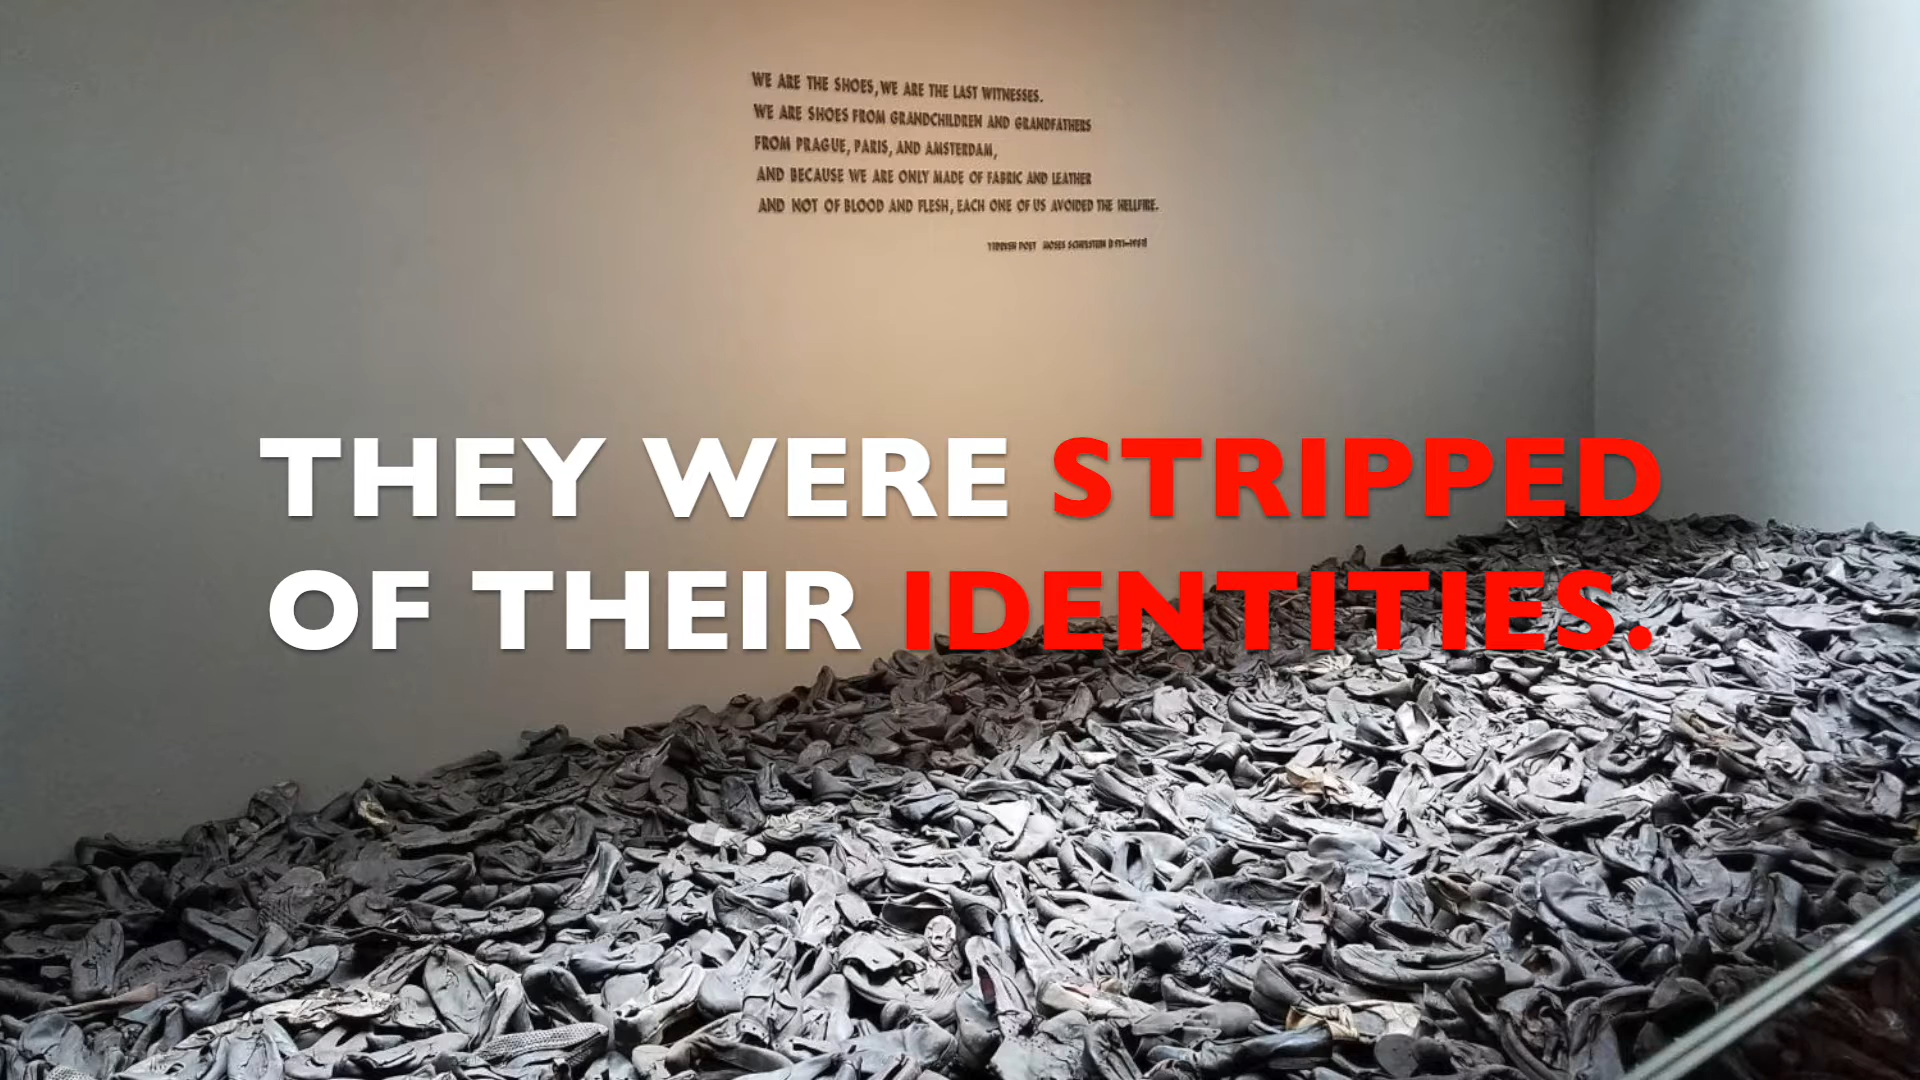 WE ARE THE SHOES, WE ARE THE LAST WITNESSES.
WE ARE SHOES FROM GRANDCHILDREN AND GRANDFATHERS
FROM PRAGUE, PARIS, AND AMSTERDAM,
AND BECAUSE WE ARE ONLY MADE OF FABRIC AND LEATHER
AND NOT OF BLOOD AND FLESH, EACH ONE OF US AVOIDED THE HELLFIRE.
YIDDISH POET MOSES
THEY WERE STRIPPED
OF THEIR IDENTITIES.